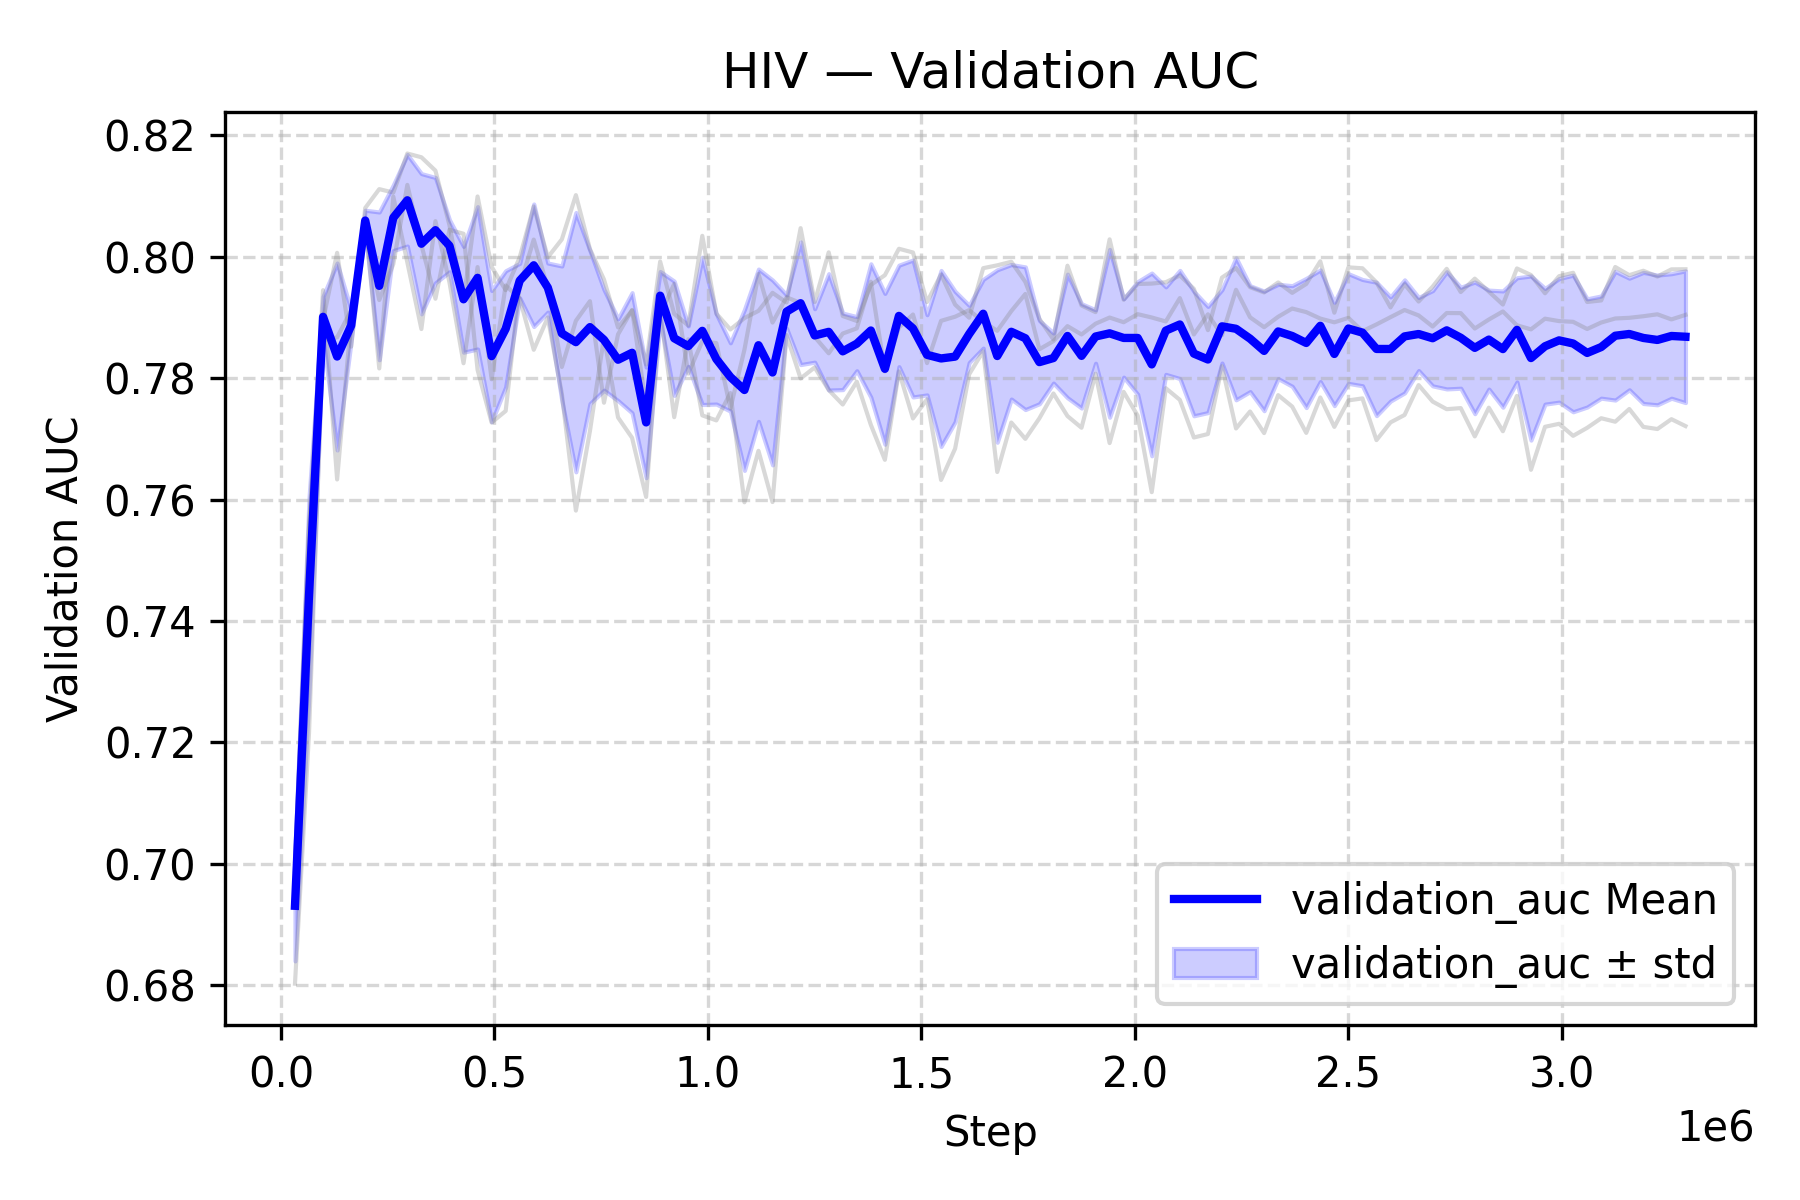 HIV — Validation AUC
Validation AUC
0.82
0.80
0.78
0.76
0.74
0.72
0.70
0.68
validation_auc Mean
validation_auc ± std
0.0 0.5 1.0 1.5 2.0 2.5 3.0
Step
1e6